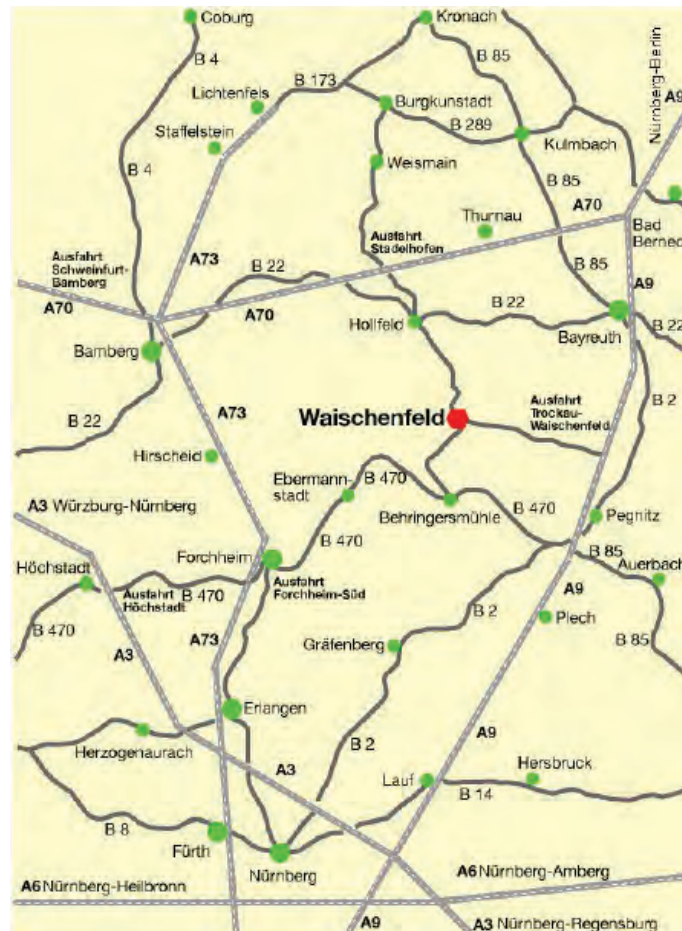 Coburg
Kronach
B 4
B 85
Nürnberg-Berlin
A9
Lichtenfels
B 173
Burgkunstadt
Staffelstein
B 289
Kulmbach
B 4
Weismain
B 85
Thurnau
A70
Ausfahrt
Stadelhofen
Bad
Berneck
Ausfahrt
Schweinfurt-
Bamberg
A73
B 22
B 85
A9
A70
A70
Hollfeld
B 22
Bayreuth
B 22
Bamberg
A73
B 22
Waischenfeld
Ausfahrt
Trockau-
Waischenfeld
B 2
Hirscheid
Ebermann-
stadt
B 470
A3 Würzburg-Nürnberg
Behringersmühle
B 470
Pegnitz
Forchheim
B 470
B 85
Höchstadt
Auerbach
Ausfahrt
Höchstadt
B 470
Ausfahrt
Forchheim-Süd
A9
B 470
A73
B 2
Plech
A3
Gräfenberg
B 85
Erlangen
A9
Herzogenaurach
B 2
A3
Lauf
Hersbruck
B 14
B 8
Fürth
Nürnberg
A6 Nürnberg-Heilbronn
A6 Nürnberg-Amberg
A9
A3 Nürnberg-Regensburg